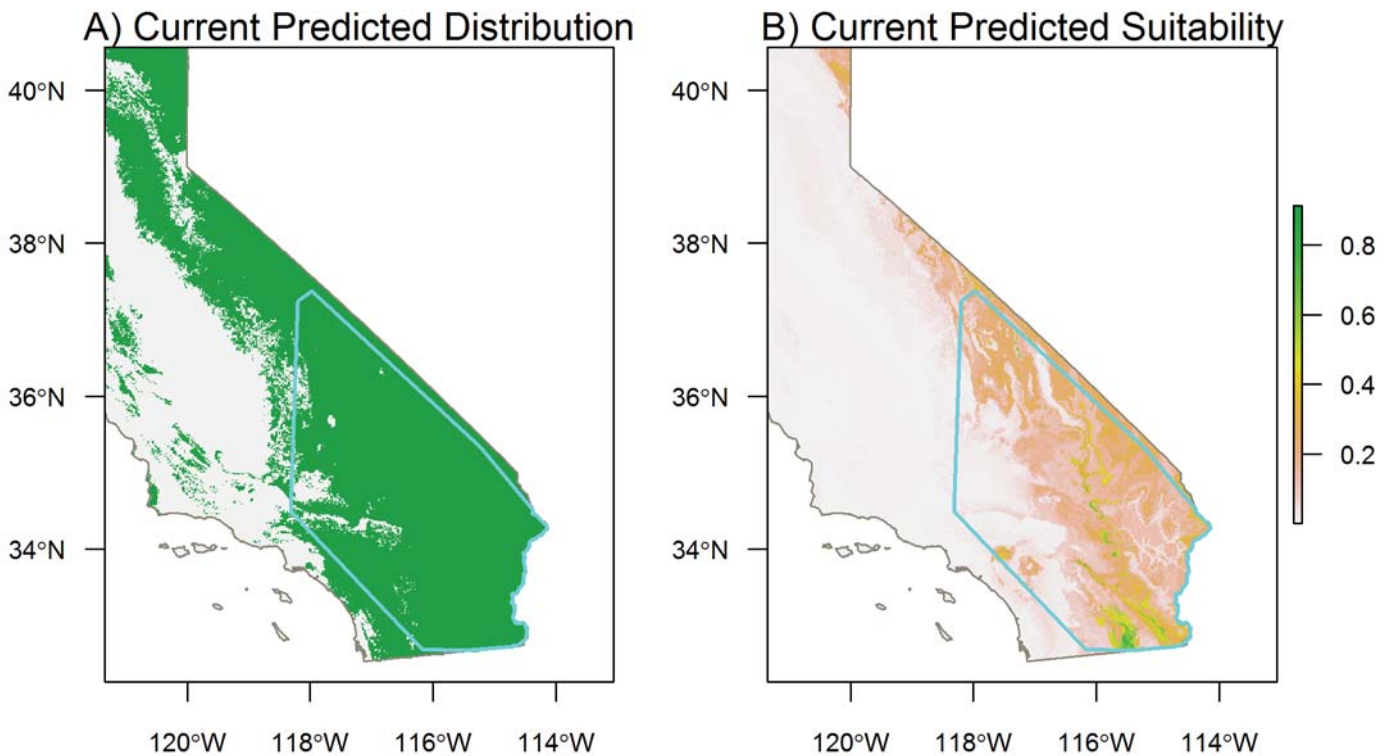 A) Current Predicted Distribution
B) Current Predicted Suitability
40°N
38°N
36°N
34°N
120°W 118°W 116°W 114°W
40°N
38°N
36°N
34°N
120°W 118°W 116°W 114°W
0.8
0.6
0.4
0.2